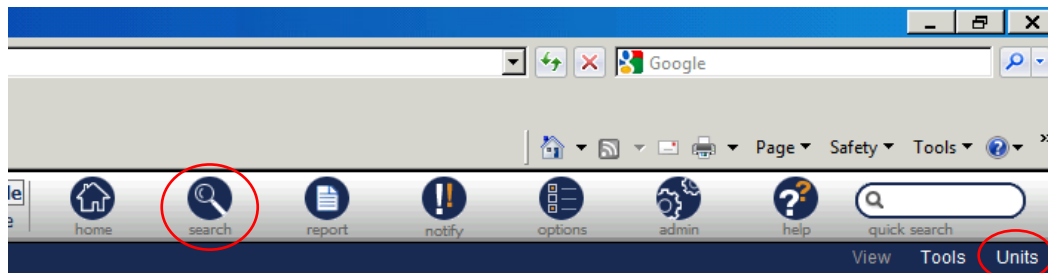 Google
Page Safety Tools
home search report notify options admin help quick search
View Tools Units